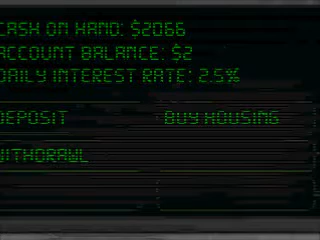 CASH ON HAND: $2066
ACCOUNT BALANCE: $2
DAILY INTEREST RATE: 2.5%
DEPOSIT
BUY HOUSING
WITHDRAWL